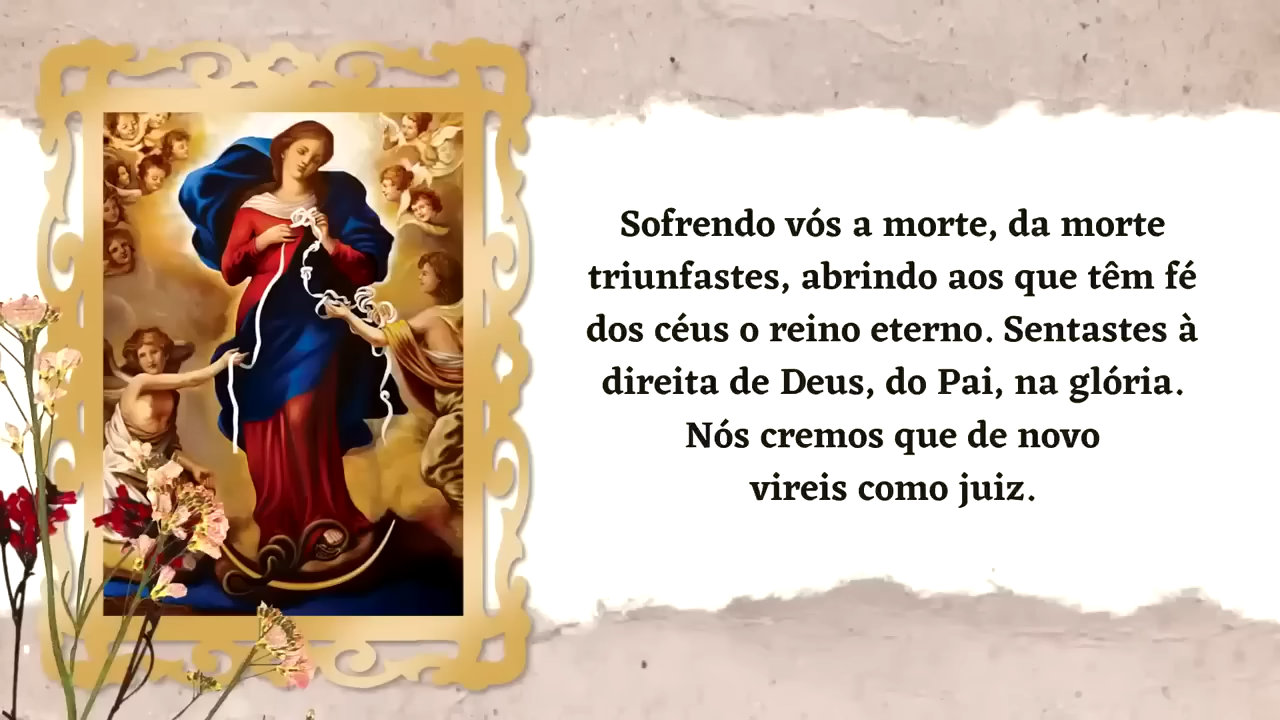 Sofrendo vós a morte, da morte
triunfastes, abrindo aos que têm fé
dos céus o reino eterno. Sentastes à
direita de Deus, do Pai, na glória.
Nós cremos que de novo
vireis como juiz.